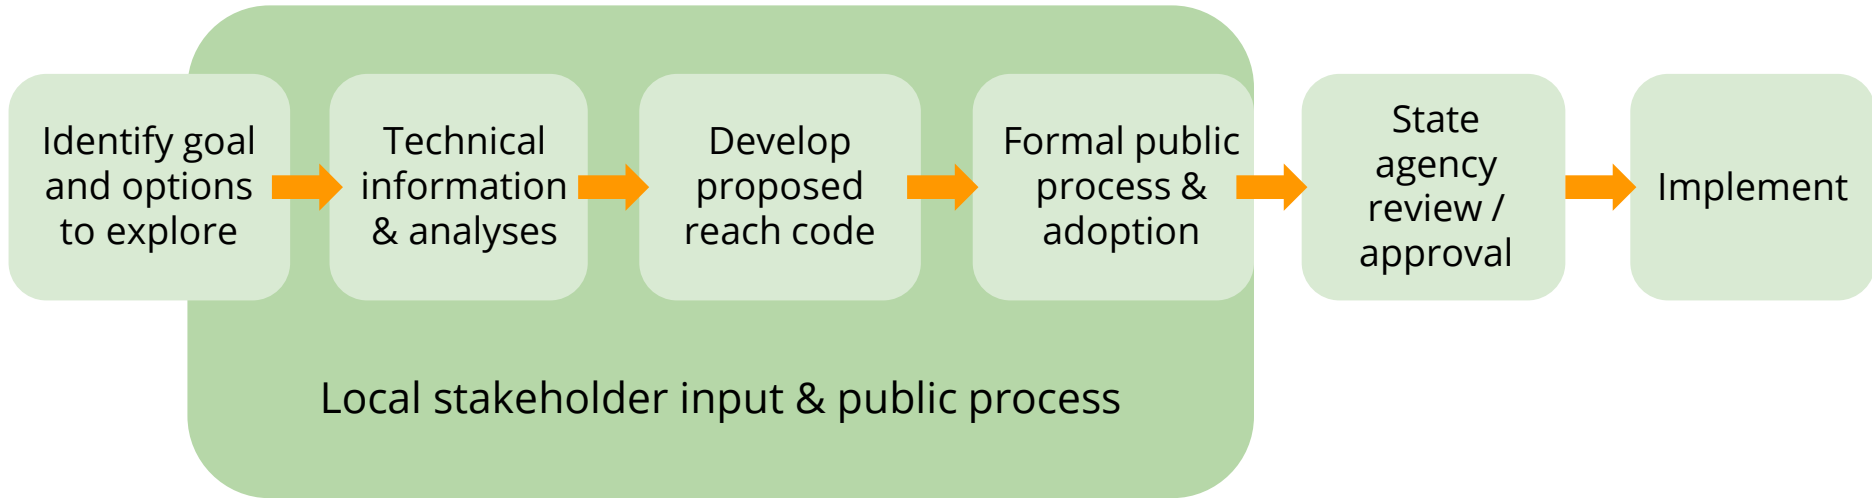 Identify goal
and options
to explore
Technical
information
& analyses
Develop
proposed
reach code
Formal public
process &
adoption
State
agency
review /
approval
Implement
Local stakeholder input & public process